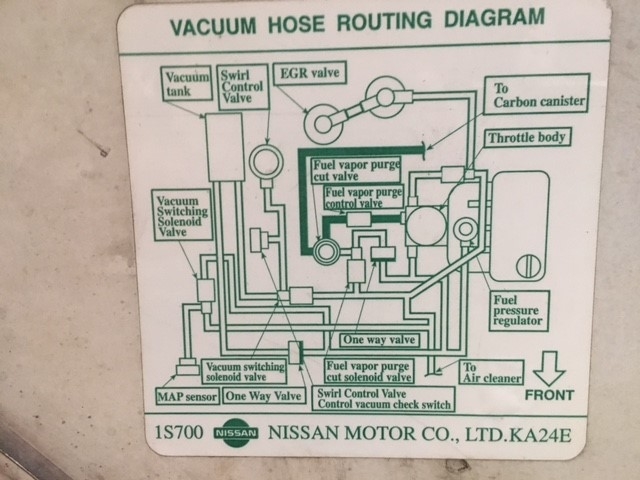 VACUUM HOSE ROUTING DIAGRAM
Vacuum
tank
Swirl
Control
Valve
EGR valve
To
Carbon canister
Throttle body
Fuel vapor purge
cut valve
Fuel vapor purge
control valve
Vacuum
Switching
Solenoid
Valve
Fuel
pressure
regulator
One way valve
Vacuum switching
solenoid valve
Fuel vapor purge
cut solenoid valve
To
Air cleaner
FRONT
MAP sensor
One Way Valve
Swirl Control Valve
Control vacuum check switch
1S700 NISSAN NISSAN MOTOR CO., LTD.KA24E